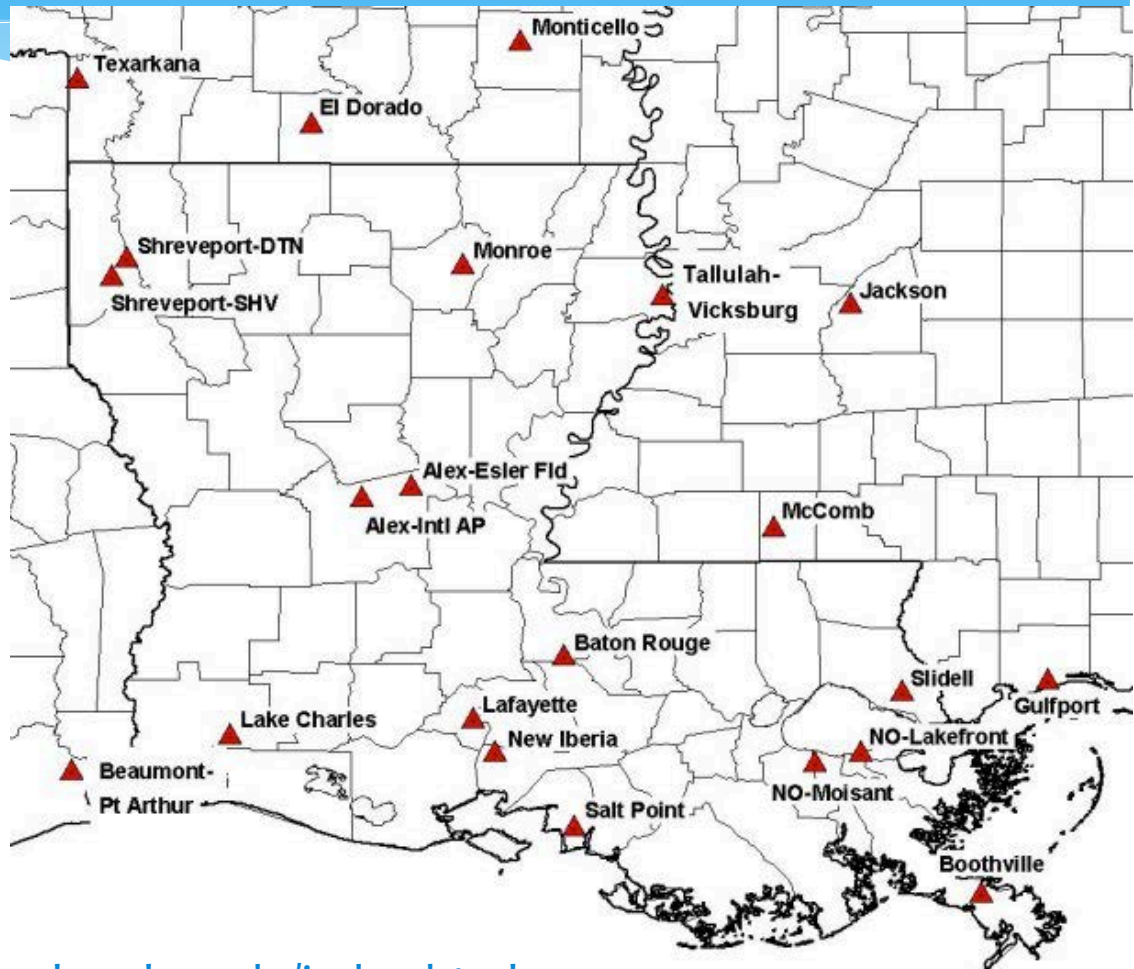 Monticello
Texarkana
El Dorado
Shreveport-DTN
Monroe
Tallulah-
Vicksburg
Jackson
Shreveport-SHV
Alex-Esler Fld
Alex-Intl AP
McComb
Baton Rouge
Slidell
Gulfport
Lafayette
Lake Charles
New Iberia
NO-Lakefront
Beaumont-
Pt Arthur
NO-Moisant
Salt Point
Boothville